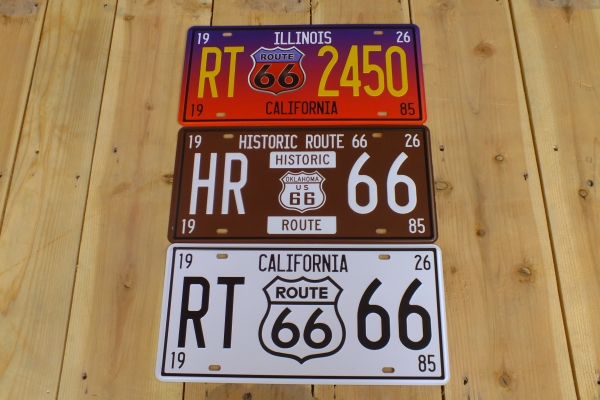 19 ILLINOIS 26
RT ROUTE 66 2450
19 CALIFORNIA 85
19 HISTORIC ROUTE 66 26
HISTORIC
HR OKLAHOMA US 66 66
19 ROUTE 85
19 CALIFORNIA 26
RT ROUTE 66 66
19 85